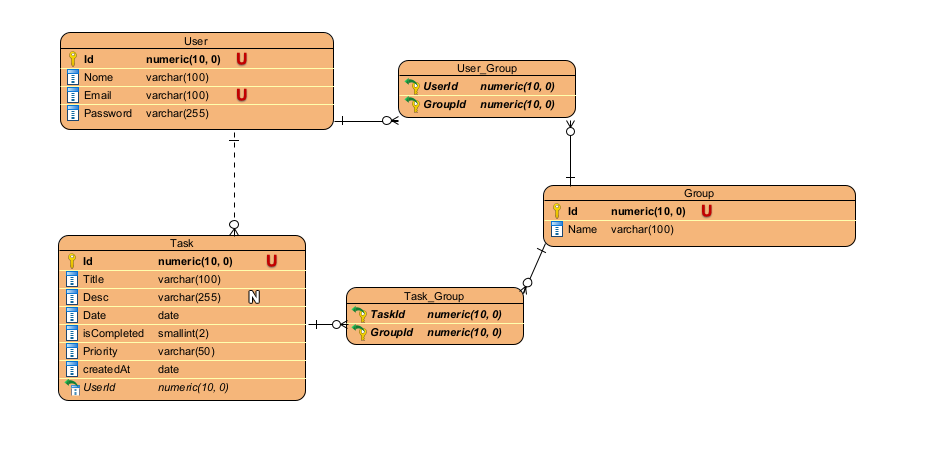 User
Id numeric(10, 0) U
Nome varchar(100)
Email varchar(100) U
Password varchar(255)
User_Group
UserId numeric(10, 0)
GroupId numeric(10, 0)
Group
Id numeric(10, 0) U
Name varchar(100)
Task
Id numeric(10, 0) U
Title varchar(100)
Desc varchar(255) N
Date date
isCompleted smallint(2)
Priority varchar(50)
createdAt date
UserId numeric(10, 0)
Task_Group
TaskId numeric(10, 0)
GroupId numeric(10, 0)